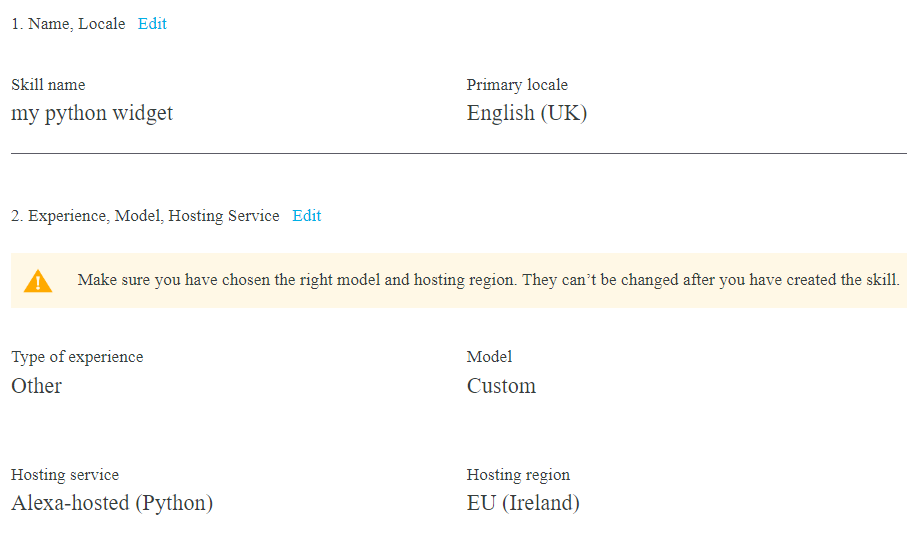 1. Name, Locale Edit
Skill name
Primary locale
my python widget
English (UK)
2. Experience, Model, Hosting Service Edit
Make sure you have chosen the right model and hosting region. They can’t be changed after you have created the skill.
Type of experience
Model
Other
Custom
Hosting service
Hosting region
Alexa-hosted (Python)
EU (Ireland)